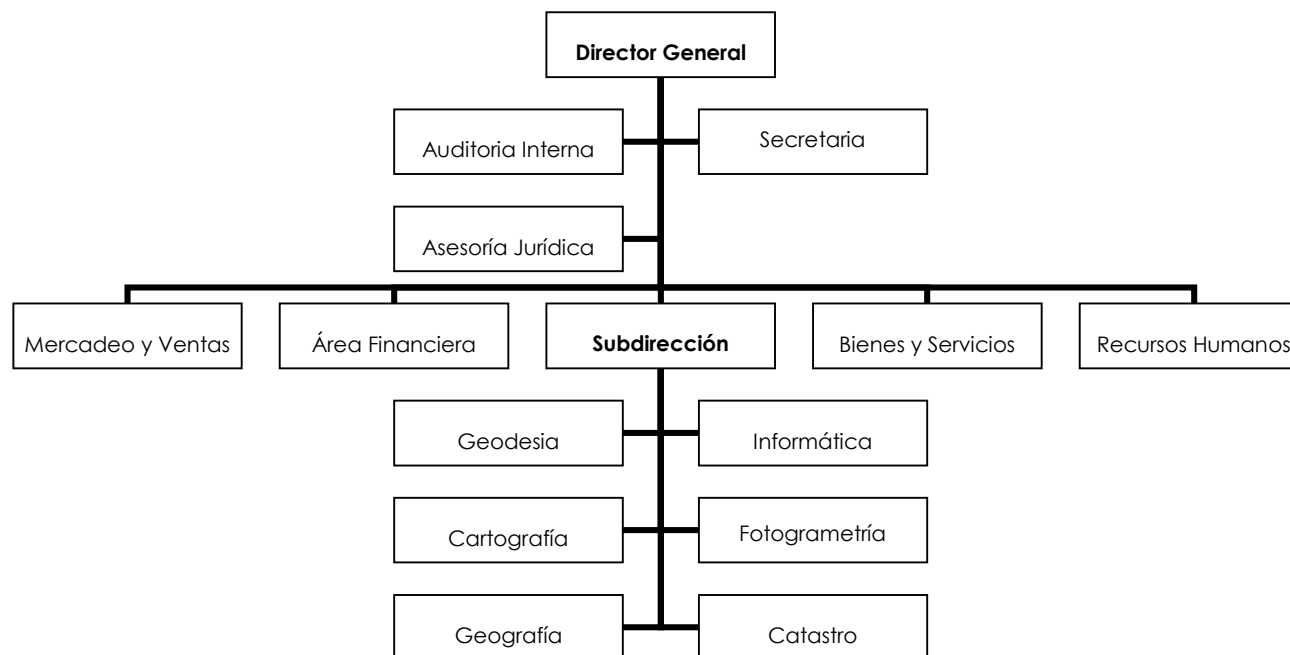 Director General
Auditoria Interna
Secretaria
Asesoría Jurídica
Mercadeo y Ventas
Área Financiera
Subdirección
Bienes y Servicios
Recursos Humanos
Geodesia
Informática
Cartografía
Fotogrametría
Geografía
Catastro